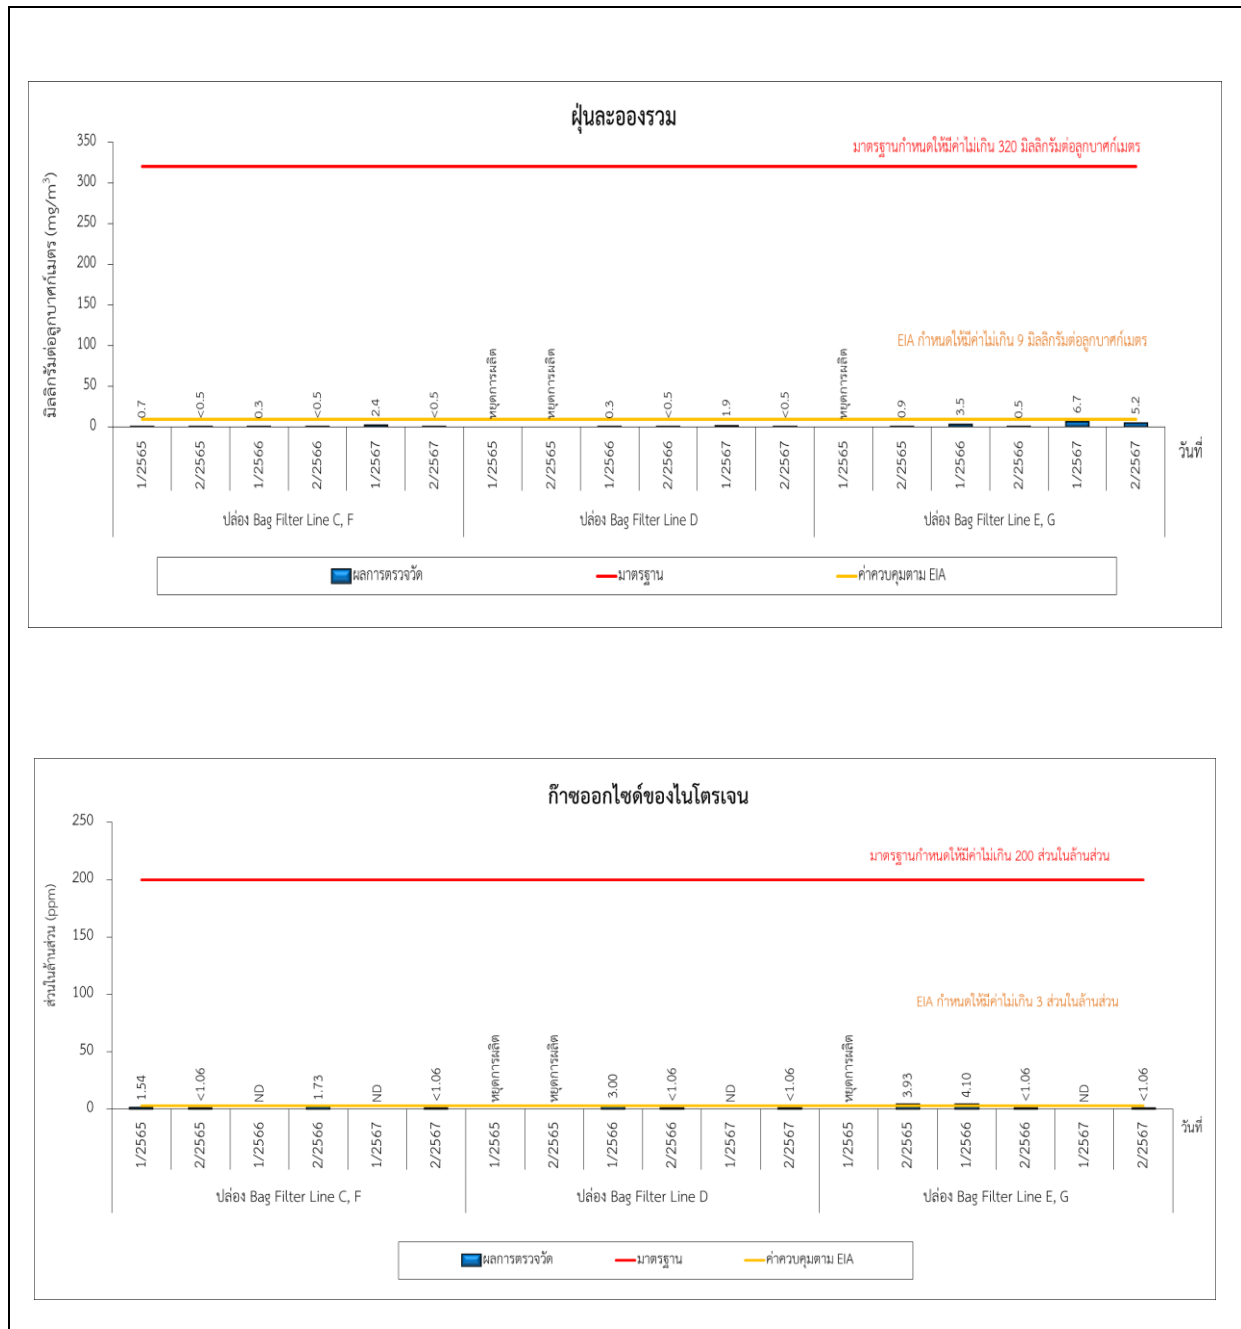 ฝุ่นละอองรวม
มิลลิกรัมต่อลูกบาศก์เมตร (mg/m³)
350
300
250
200
150
100
50
0
มาตรฐานกำหนดให้มีค่าไม่เกิน 320 มิลลิกรัมต่อลูกบาศก์เมตร
EIA กำหนดให้มีค่าไม่เกิน 9 มิลลิกรัมต่อลูกบาศก์เมตร
0.7 <0.5 0.3 <0.5 2.4 <0.5 หยุดการผลิต หยุดการผลิต 0.3 <0.5 1.9 <0.5 หยุดการผลิต 0.9 3.5 0.5 6.7 5.2
1/2565 2/2565 1/2566 2/2566 1/2567 2/2567 1/2565 2/2565 1/2566 2/2566 1/2567 2/2567 1/2565 2/2565 1/2566 2/2566 1/2567 2/2567 วันที่
ปล่อง Bag Filter Line C, F ปล่อง Bag Filter Line D ปล่อง Bag Filter Line E, G
ผลการตรวจวัด มาตรฐาน ค่าควบคุมตาม EIA
ก๊าซออกไซด์ของไนโตรเจน
ส่วนในล้านส่วน (ppm)
250
200
150
100
50
0
มาตรฐานกำหนดให้มีค่าไม่เกิน 200 ส่วนในล้านส่วน
EIA กำหนดให้มีค่าไม่เกิน 3 ส่วนในล้านส่วน
1.54 <1.06 ND 1.73 ND <1.06 หยุดการผลิต หยุดการผลิต 3.00 <1.06 ND <1.06 หยุดการผลิต 3.93 4.10 <1.06 ND <1.06
1/2565 2/2565 1/2566 2/2566 1/2567 2/2567 1/2565 2/2565 1/2566 2/2566 1/2567 2/2567 1/2565 2/2565 1/2566 2/2566 1/2567 2/2567 วันที่
ปล่อง Bag Filter Line C, F ปล่อง Bag Filter Line D ปล่อง Bag Filter Line E, G
ผลการตรวจวัด มาตรฐาน ค่าควบคุมตาม EIA